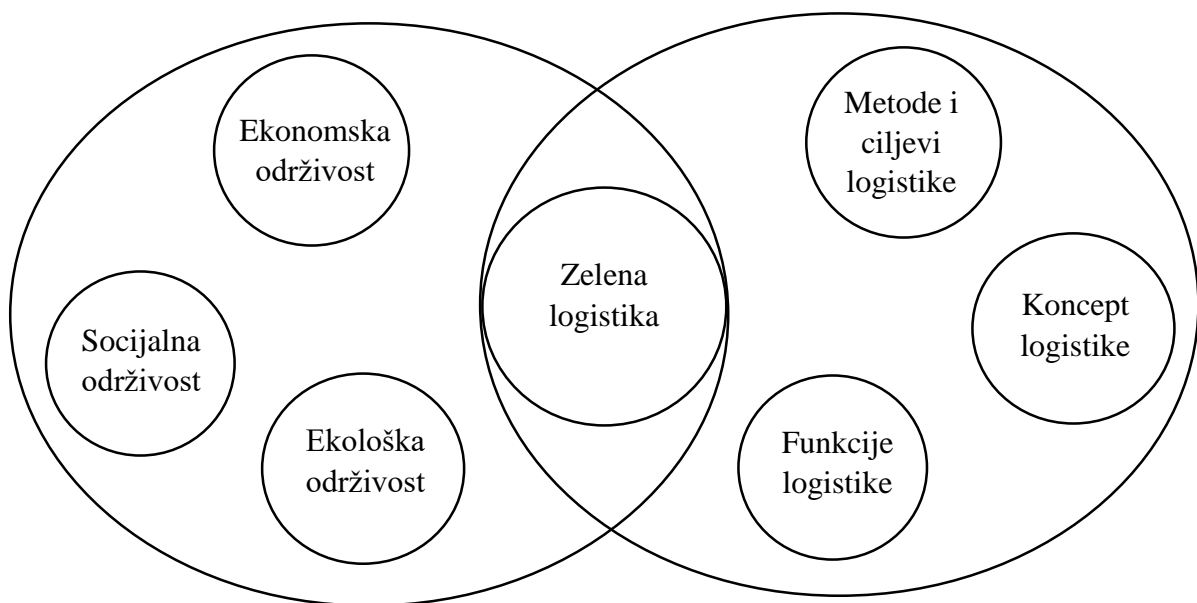 Ekonomska
održivost
Socijalna
održivost
Ekološka
održivost
Zelena
logistika
Metode i
ciljevi
logistike
Koncept
logistike
Funkcije
logistike